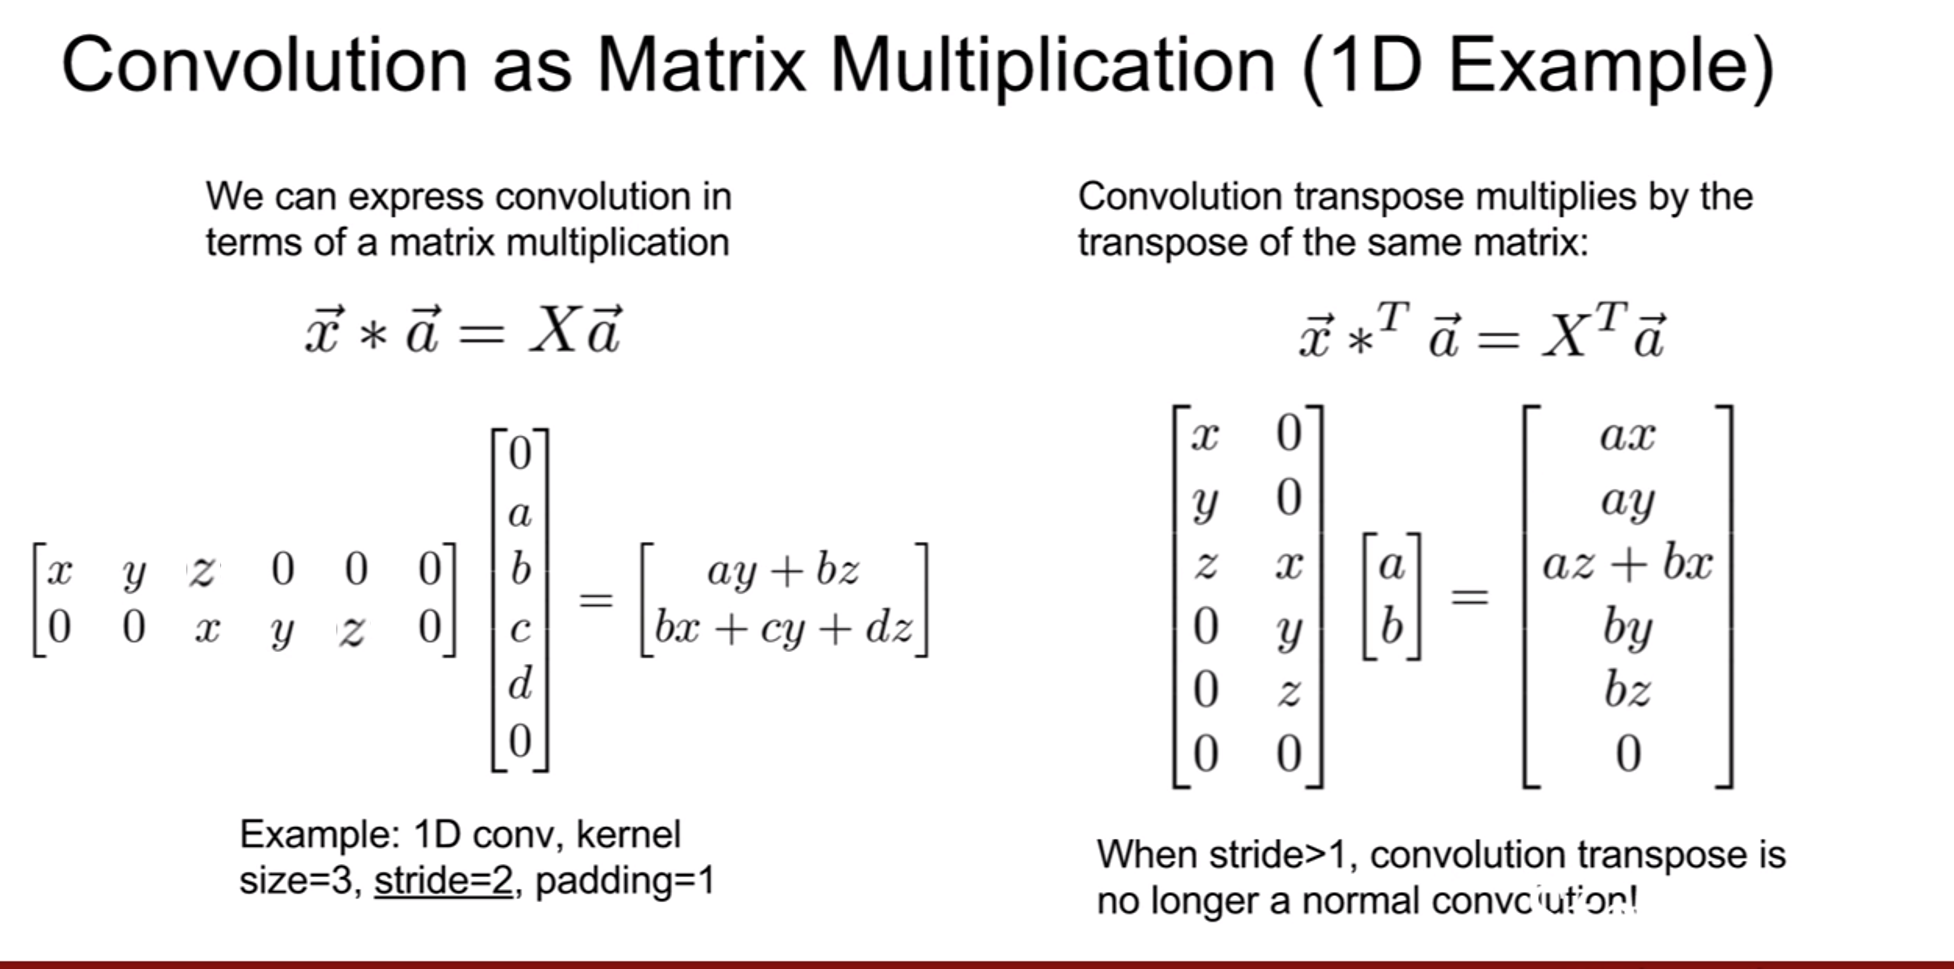 Convolution as Matrix Multiplication (1D Example)
We can express convolution in
terms of a matrix multiplication
$\vec{x} * \vec{a} = X\vec{a}$
$\begin{bmatrix} x & y & z & 0 & 0 & 0 \\ 0 & 0 & x & y & z & 0 \end{bmatrix} \begin{bmatrix} 0 \\ a \\ b \\ c \\ d \\ 0 \end{bmatrix} = \begin{bmatrix} ay + bz \\ bx + cy + dz \end{bmatrix}$
Example: 1D conv, kernel
size=3, stride=2, padding=1
Convolution transpose multiplies by the
transpose of the same matrix:
$\vec{x} *^T \vec{a} = X^T\vec{a}$
$\begin{bmatrix} x & 0 \\ y & 0 \\ z & x \\ 0 & y \\ 0 & z \\ 0 & 0 \end{bmatrix} \begin{bmatrix} a \\ b \end{bmatrix} = \begin{bmatrix} ax \\ ay \\ az + bx \\ by \\ bz \\ 0 \end{bmatrix}$
When stride>1, convolution transpose is
no longer a normal convolution!